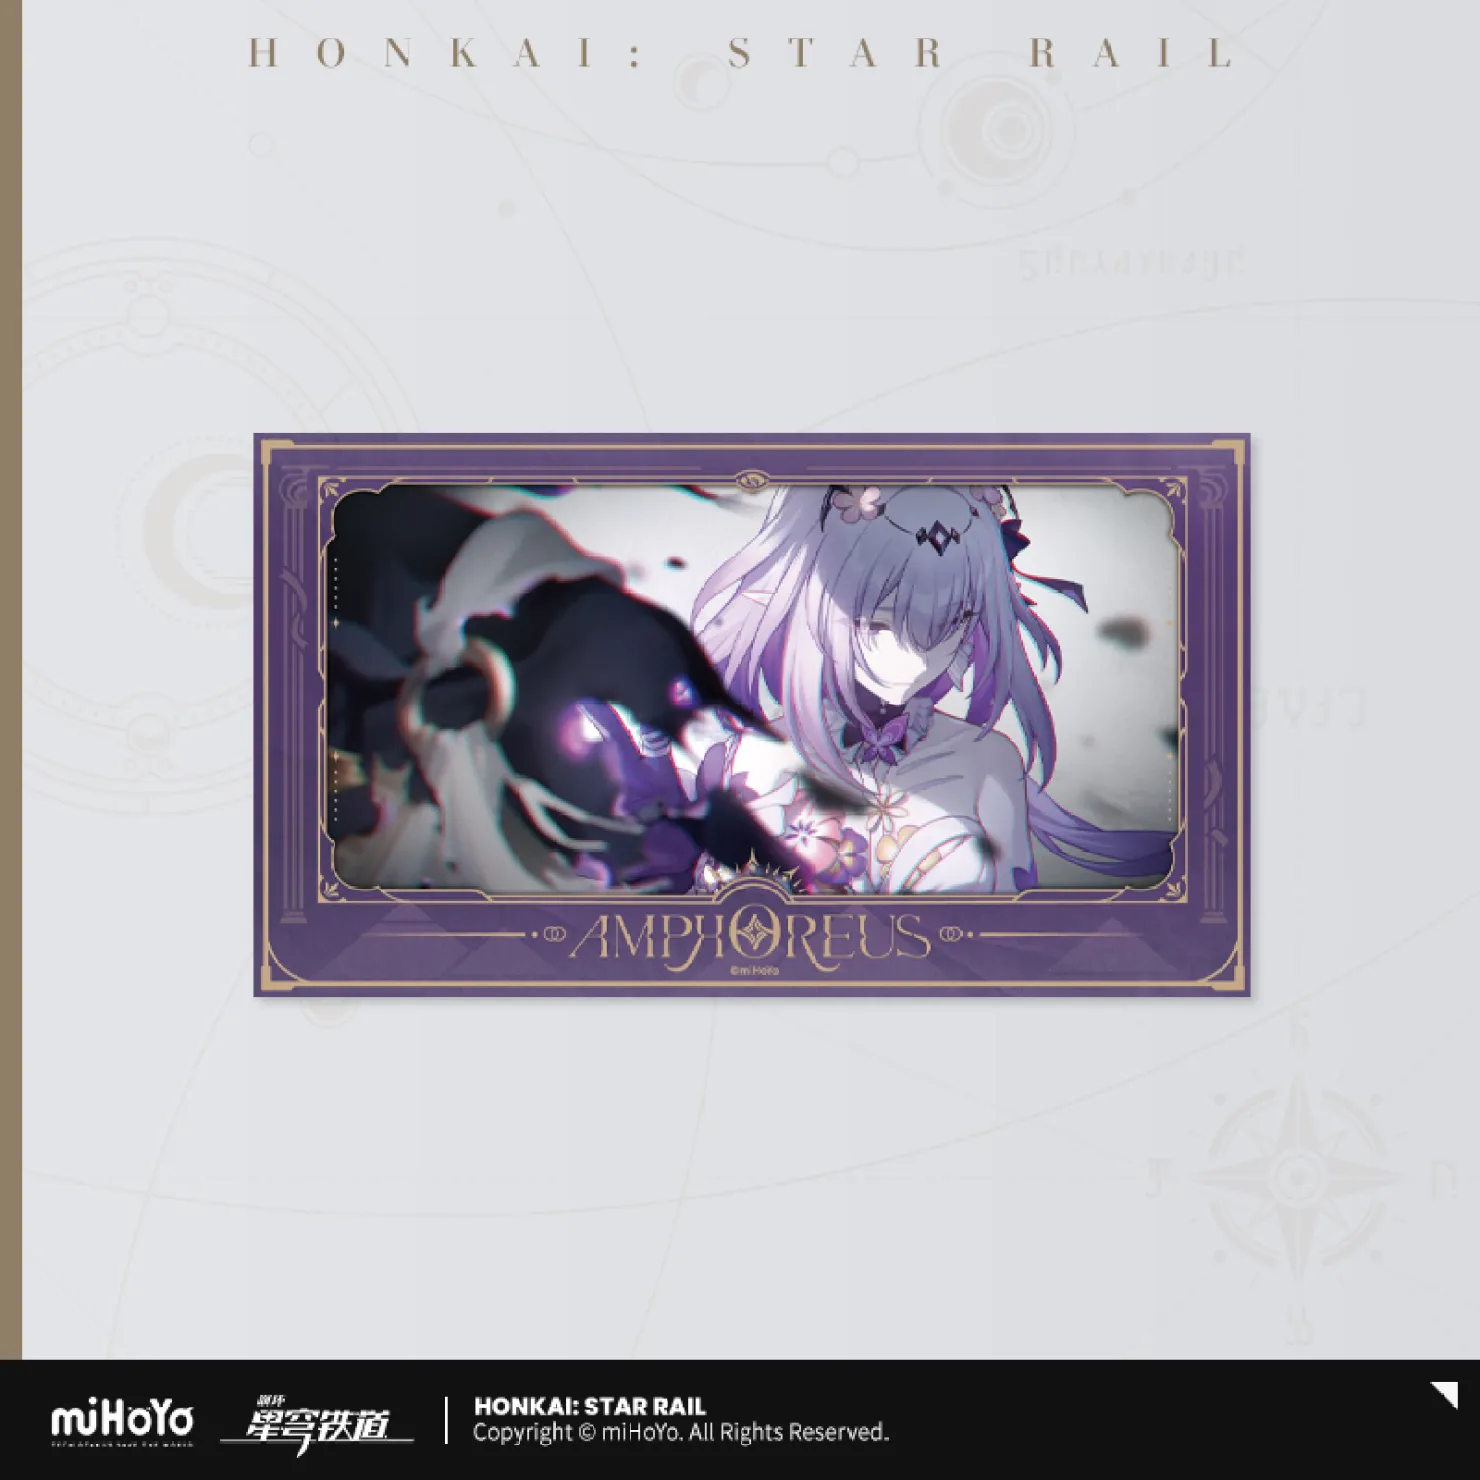 HONKAI: STAR RAIL
AMPHOREUS
©miHoYo
miHoYo
崩坏
星穹铁道
HONKAI: STAR RAIL
Copyright © miHoYo. All Rights Reserved.